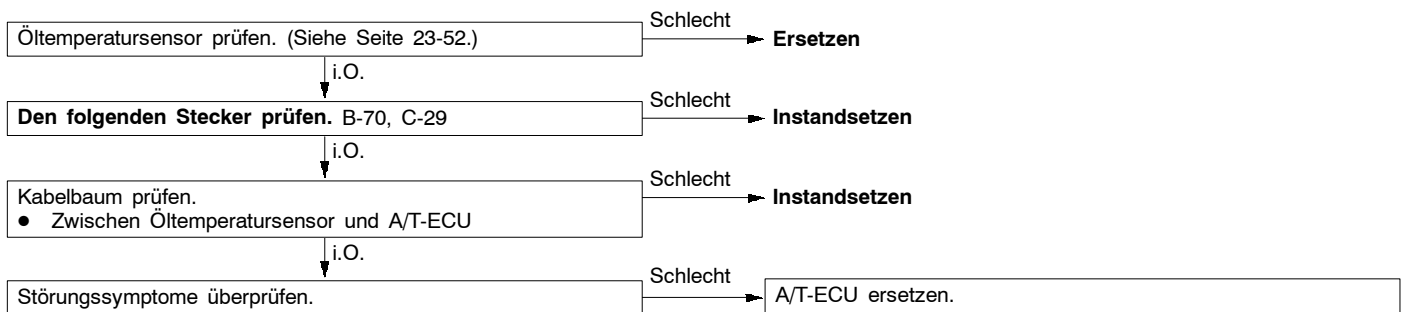 Schlecht
Öltemperatursensor prüfen. (Siehe Seite 23-52.)
Ersetzen
i.O.
Schlecht
Den folgenden Stecker prüfen. B-70, C-29
Instandsetzen
i.O.
Schlecht
Kabelbaum prüfen.
Instandsetzen
● Zwischen Öltemperatursensor und A/T-ECU
i.O.
Schlecht
Störungssymptome überprüfen.
A/T-ECU ersetzen.